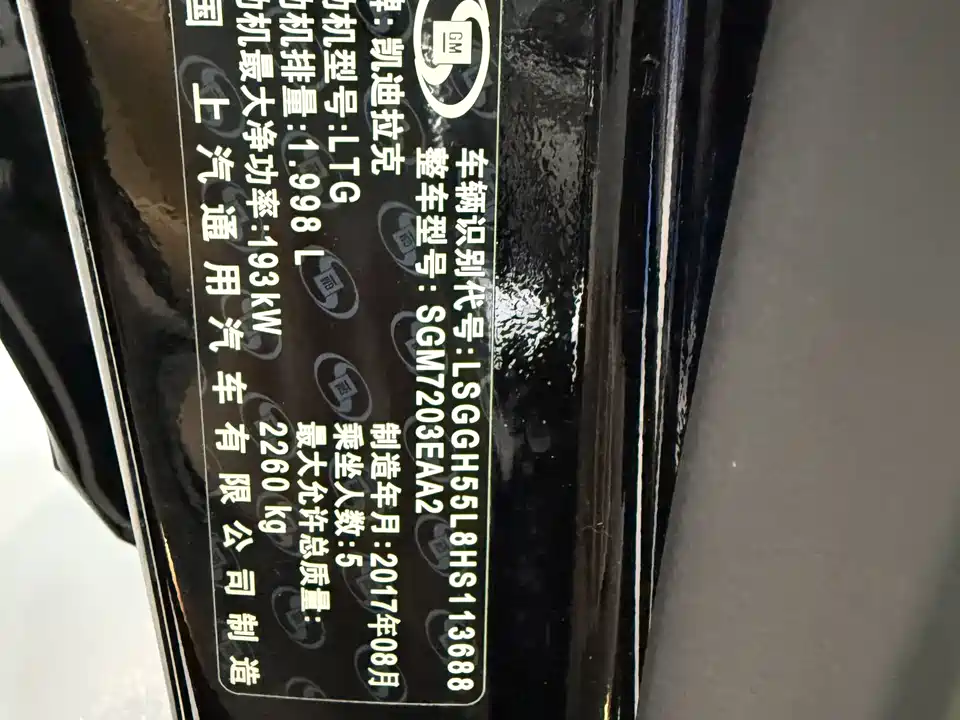 GM
车辆识别代号:LSGGH55L8HS113688
整车型号:SGM7203EAA2
牌:凯迪拉克 制造年月:2017年08月
机型号:LTG 乘坐人数:5
动机排量:1.998 L 最大允许总质量:
动机最大净功率:193kW 2260 kg
国 上汽通用汽车有限公司制造